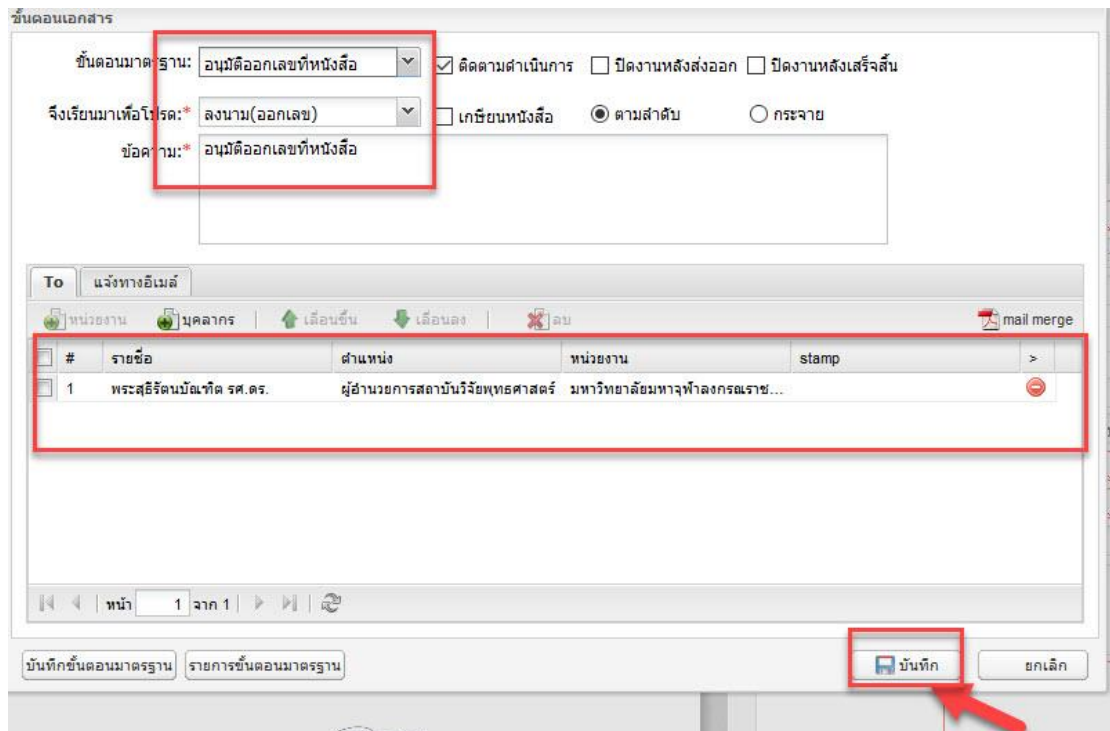 ขั้นตอนเอกสาร
ขั้นตอนมาตรฐาน: อนุมัติออกเลขที่หนังสือ ติดตามดำเนินการ ปิดงานหลังส่งออก ปิดงานหลังเสร็จสิ้น
จึงเรียนมาเพื่อโปรด:* ลงนาม(ออกเลข) เกษียนหนังสือ ตามลำดับ กระจาย
ข้อความ:* อนุมัติออกเลขที่หนังสือ
To แจ้งทางอีเมล์
หน่วยงาน บุคลากร เลื่อนขึ้น เลื่อนลง ลบ mail merge
# รายชื่อ ตำแหน่ง หน่วยงาน stamp >
1 พระสุธีรัตนบัณฑิต รศ.ดร. ผู้อำนวยการสถาบันวิจัยพุทธศาสตร์ มหาวิทยาลัยมหาจุฬาลงกรณราช...
หน้า 1 จาก 1
บันทึกขั้นตอนมาตรฐาน รายการขั้นตอนมาตรฐาน บันทึก ยกเลิก